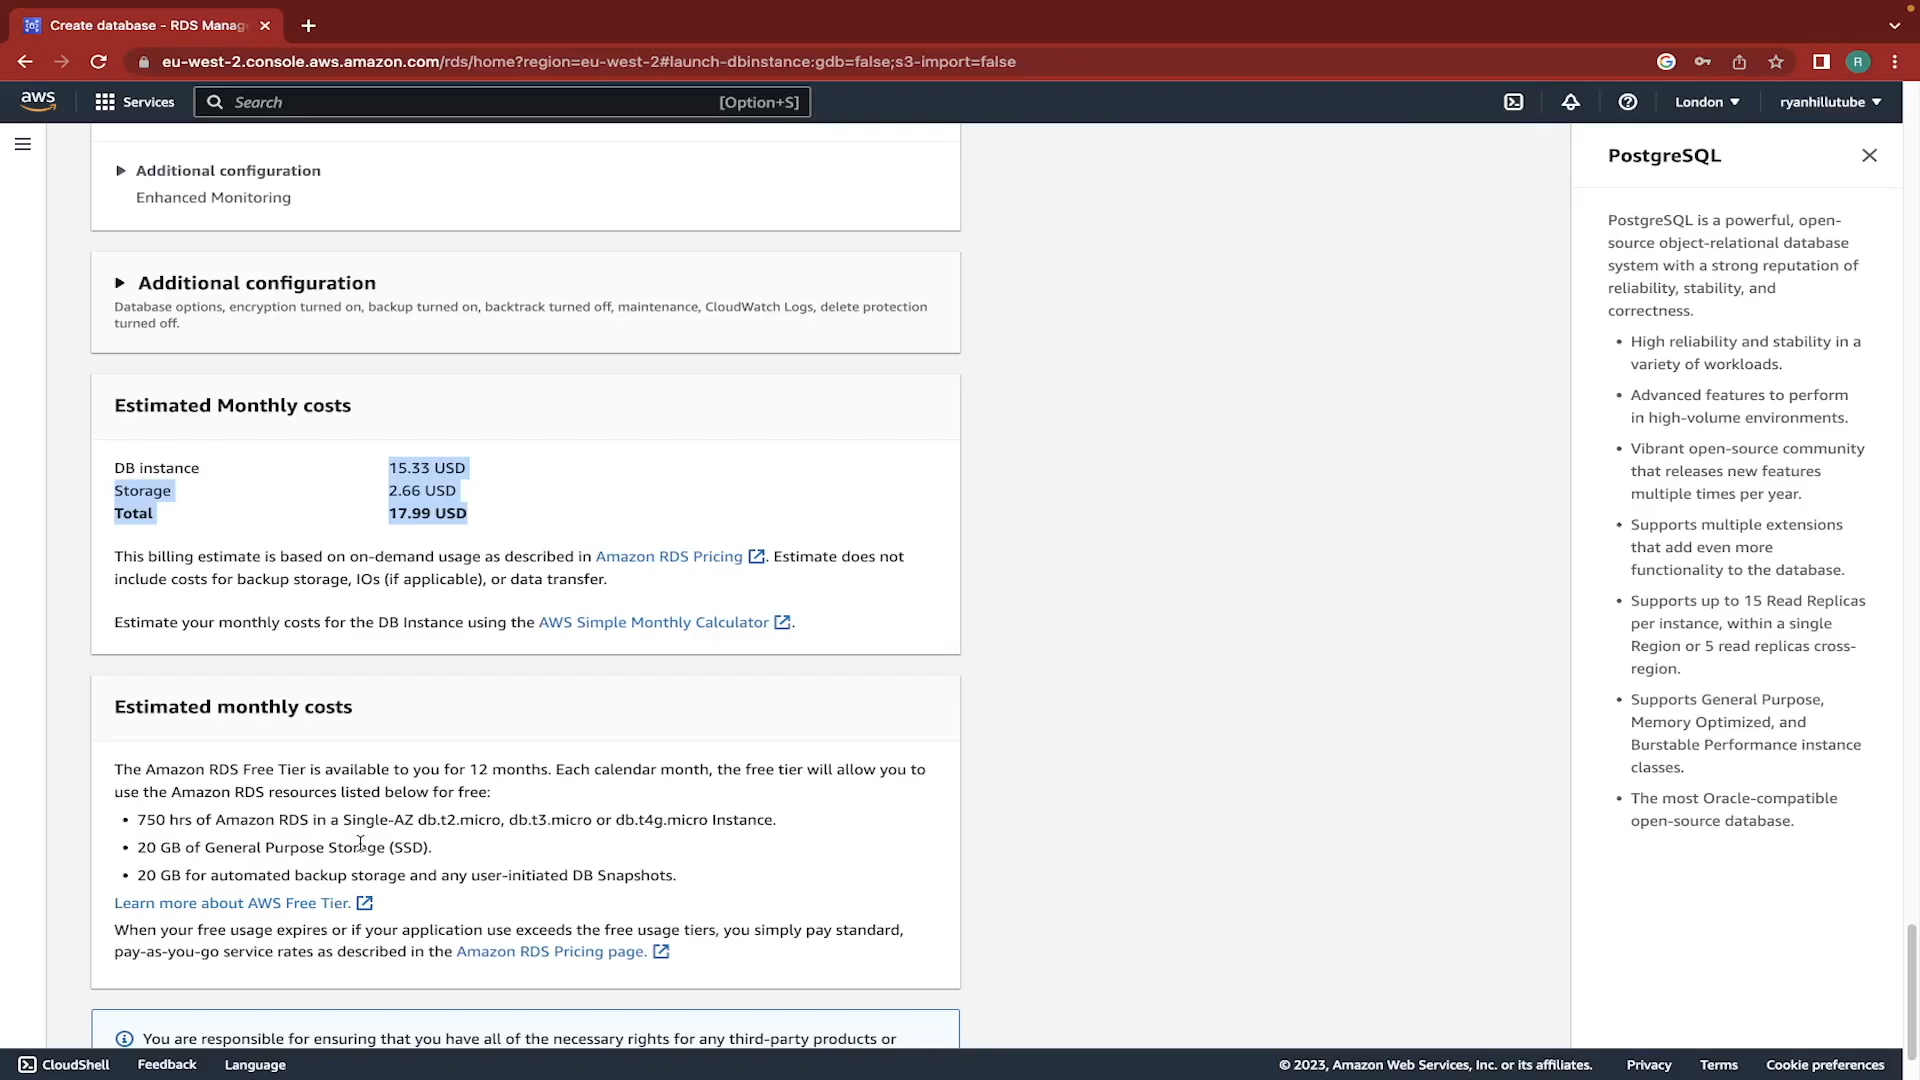 Create database - RDS Manag
eu-west-2.console.aws.amazon.com/rds/home?region=eu-west-2#launch-dbinstance:gdb=false;s3-import=false
R
aws
Services
Search
[Option+S]
London
ryanhillutube
Additional configuration
Enhanced Monitoring
Additional configuration
Database options, encryption turned on, backup turned on, backtrack turned off, maintenance, CloudWatch Logs, delete protection
turned off.
Estimated Monthly costs
DB instance 15.33 USD
Storage 2.66 USD
Total 17.99 USD
This billing estimate is based on on-demand usage as described in Amazon RDS Pricing. Estimate does not
include costs for backup storage, IOs (if applicable), or data transfer.
Estimate your monthly costs for the DB Instance using the AWS Simple Monthly Calculator.
Estimated monthly costs
The Amazon RDS Free Tier is available to you for 12 months. Each calendar month, the free tier will allow you to
use the Amazon RDS resources listed below for free:
• 750 hrs of Amazon RDS in a Single-AZ db.t2.micro, db.t3.micro or db.t4g.micro Instance.
• 20 GB of General Purpose Storage (SSD).
• 20 GB for automated backup storage and any user-initiated DB Snapshots.
Learn more about AWS Free Tier.
When your free usage expires or if your application use exceeds the free usage tiers, you simply pay standard,
pay-as-you-go service rates as described in the Amazon RDS Pricing page.
You are responsible for ensuring that you have all of the necessary rights for any third-party products or
PostgreSQL
PostgreSQL is a powerful, open-
source object-relational database
system with a strong reputation of
reliability, stability, and
correctness.
• High reliability and stability in a
variety of workloads.
• Advanced features to perform
in high-volume environments.
• Vibrant open-source community
that releases new features
multiple times per year.
• Supports multiple extensions
that add even more
functionality to the database.
• Supports up to 15 Read Replicas
per instance, within a single
Region or 5 read replicas cross-
region.
• Supports General Purpose,
Memory Optimized, and
Burstable Performance instance
classes.
• The most Oracle-compatible
open-source database.
CloudShell
Feedback
Language
© 2023, Amazon Web Services, Inc. or its affiliates.
Privacy
Terms
Cookie preferences